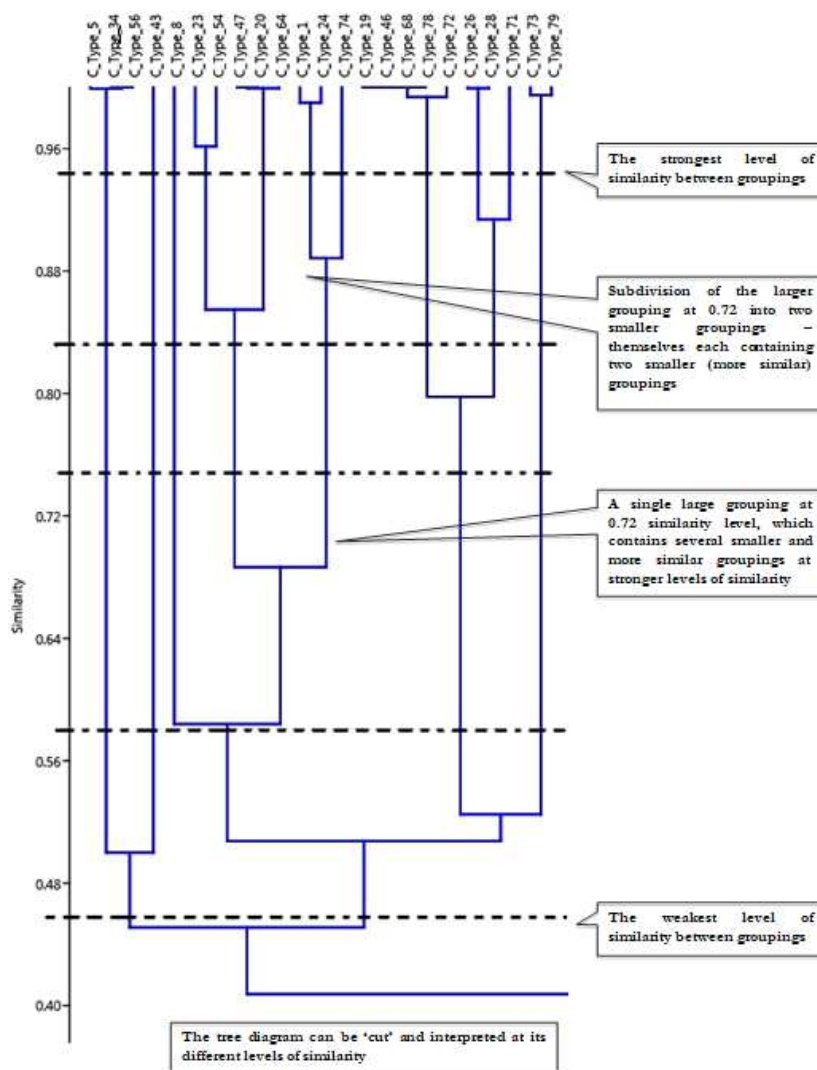 C_Type_5
C_Type_34
C_Type_56
C_Type_43
C_Type_8
C_Type_23
C_Type_54
C_Type_47
C_Type_20
C_Type_64
C_Type_1
C_Type_24
C_Type_74
C_Type_19
C_Type_46
C_Type_68
C_Type_78
C_Type_72
C_Type_26
C_Type_28
C_Type_71
C_Type_73
C_Type_79
0.96
0.88
0.80
0.72
0.64
0.56
0.48
0.40
Similarity
The strongest level of
similarity between groupings
Subdivision of the larger
grouping at 0.72 into two
smaller groupings –
themselves each containing
two smaller (more similar)
groupings
A single large grouping at
0.72 similarity level, which
contains several smaller and
more similar groupings at
stronger levels of similarity
The weakest level of
similarity between groupings
The tree diagram can be ‘cut’ and interpreted at its
different levels of similarity